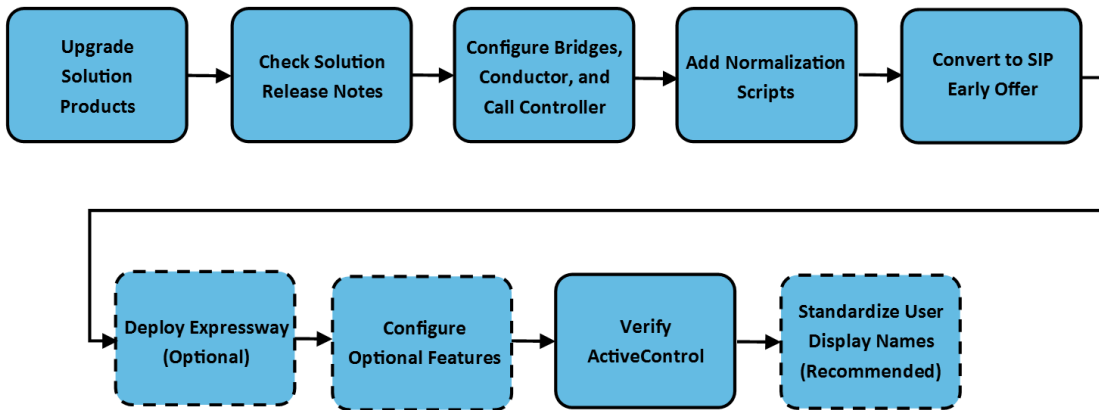 Upgrade
Solution
Products
Check Solution
Release Notes
Configure Bridges,
Conductor, and
Call Controller
Add Normalization
Scripts
Convert to SIP
Early Offer
Deploy Expressway
(Optional)
Configure
Optional Features
Verify
ActiveControl
Standardize User
Display Names
(Recommended)